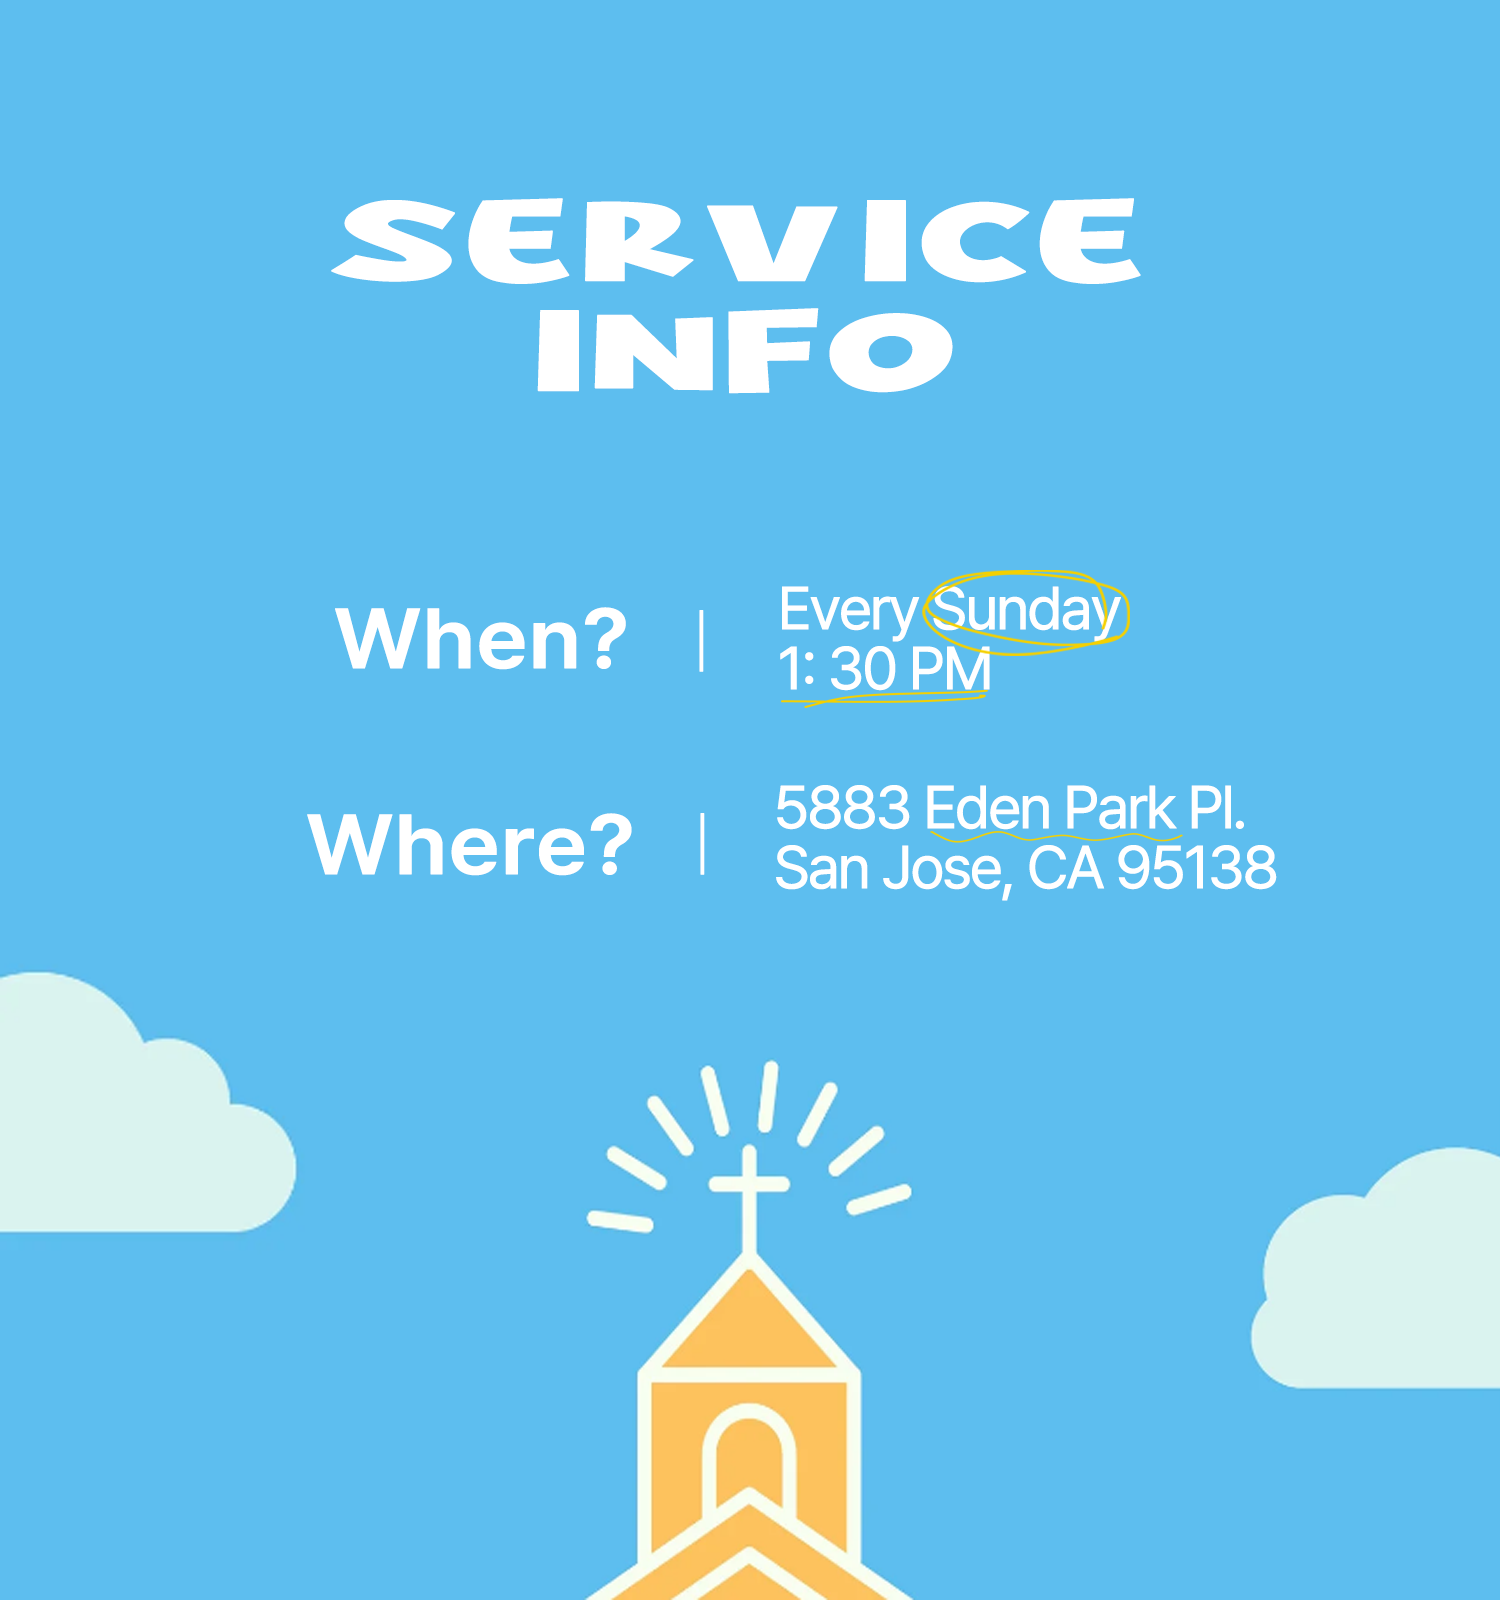 SERVICE
INFO
When?
Every Sunday
1: 30 PM
Where?
5883 Eden Park Pl.
San Jose, CA 95138